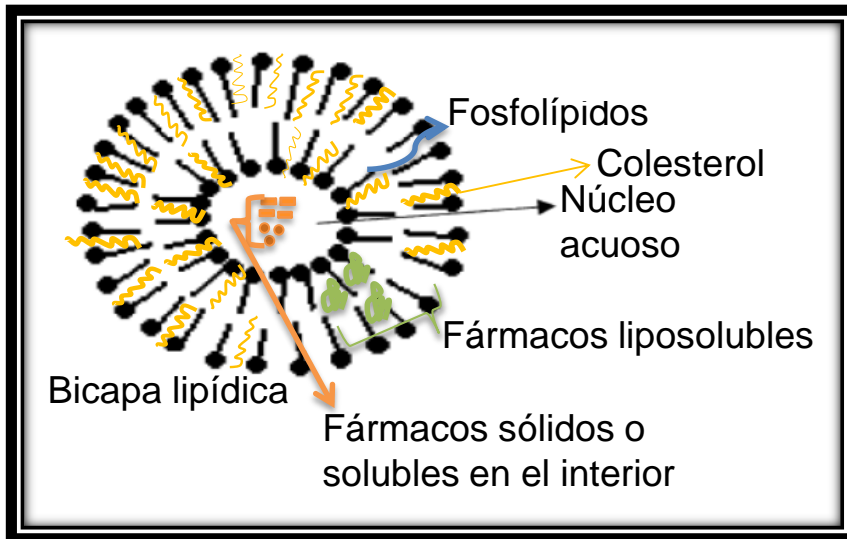 Fosfolípidos
Colesterol
Núcleo
acuoso
Fármacos liposolubles
Bicapa lipídica
Fármacos sólidos o
solubles en el interior